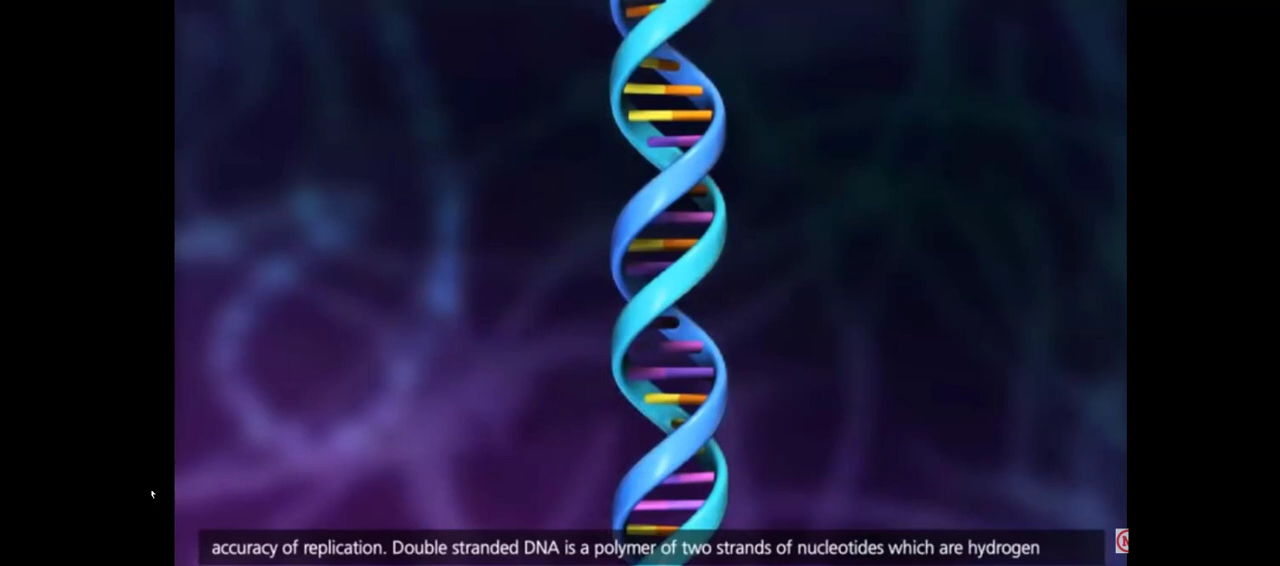 accuracy of replication. Double stranded DNA is a polymer of two strands of nucleotides which are hydrogen